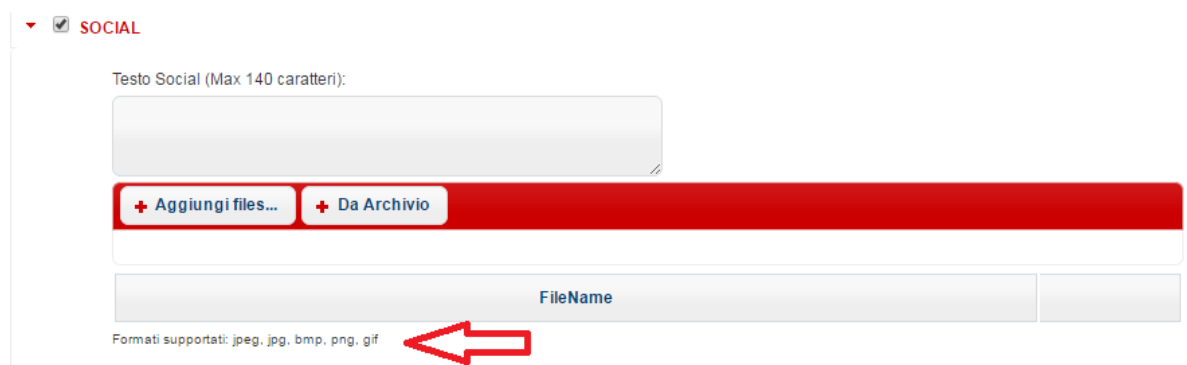 SOCIAL
Testo Social (Max 140 caratteri):
Aggiungi files... Da Archivio
FileName
Formati supportati: jpeg, jpg, bmp, png, gif